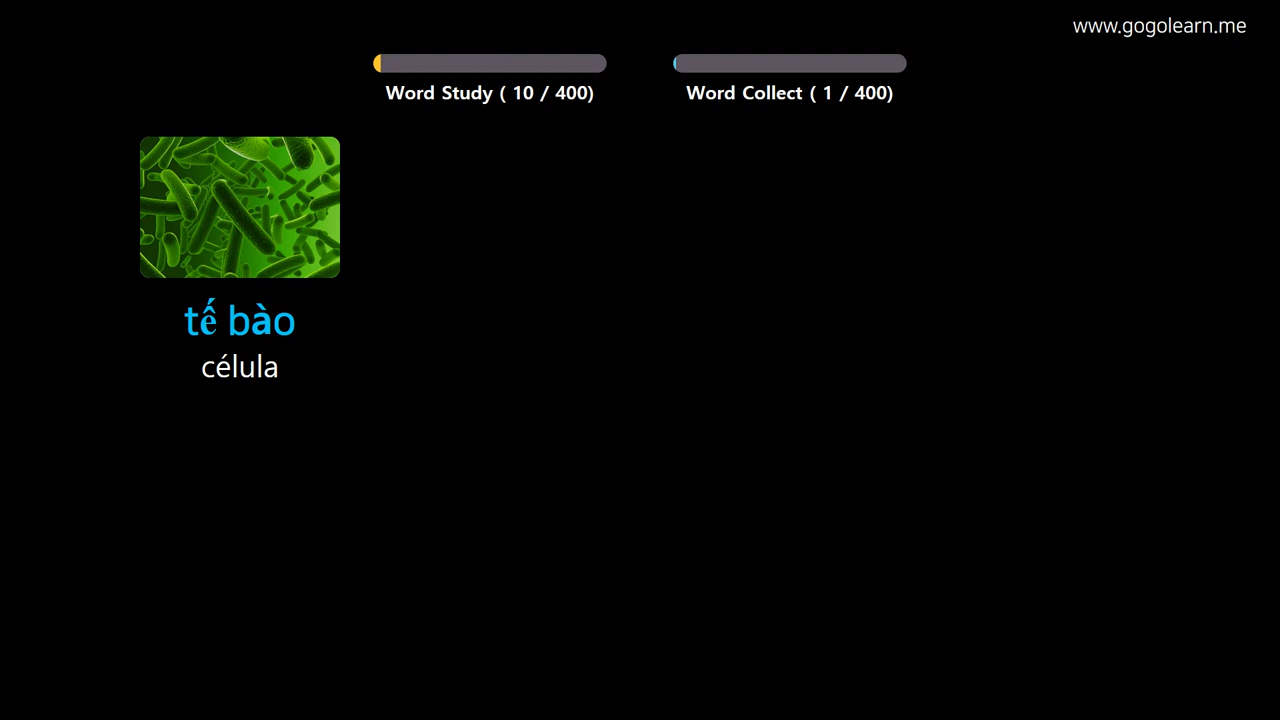 www.gogolearn.me
Word Study ( 10 / 400)
Word Collect ( 1 / 400)
tế bào
célula